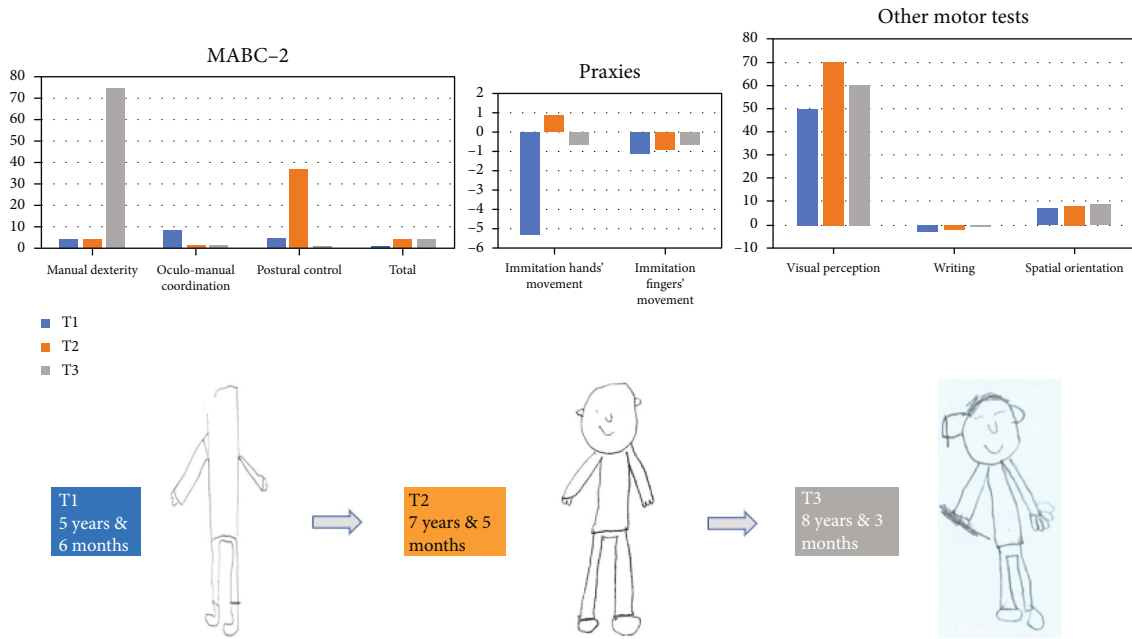 MABC–2
80
70
60
50
40
30
20
10
0
Manual dexterity
Oculo-manual
coordination
Postural control
Total
Praxies
2
1
0
–1
–2
–3
–4
–5
–6
Immitation hands'
movement
Immitation
fingers'
movement
Other motor tests
80
70
60
50
40
30
20
10
0
–10
Visual perception
Writing
Spatial orientation
T1
T2
T3
T1
5 years &
6 months
T2
7 years & 5
months
T3
8 years & 3
months